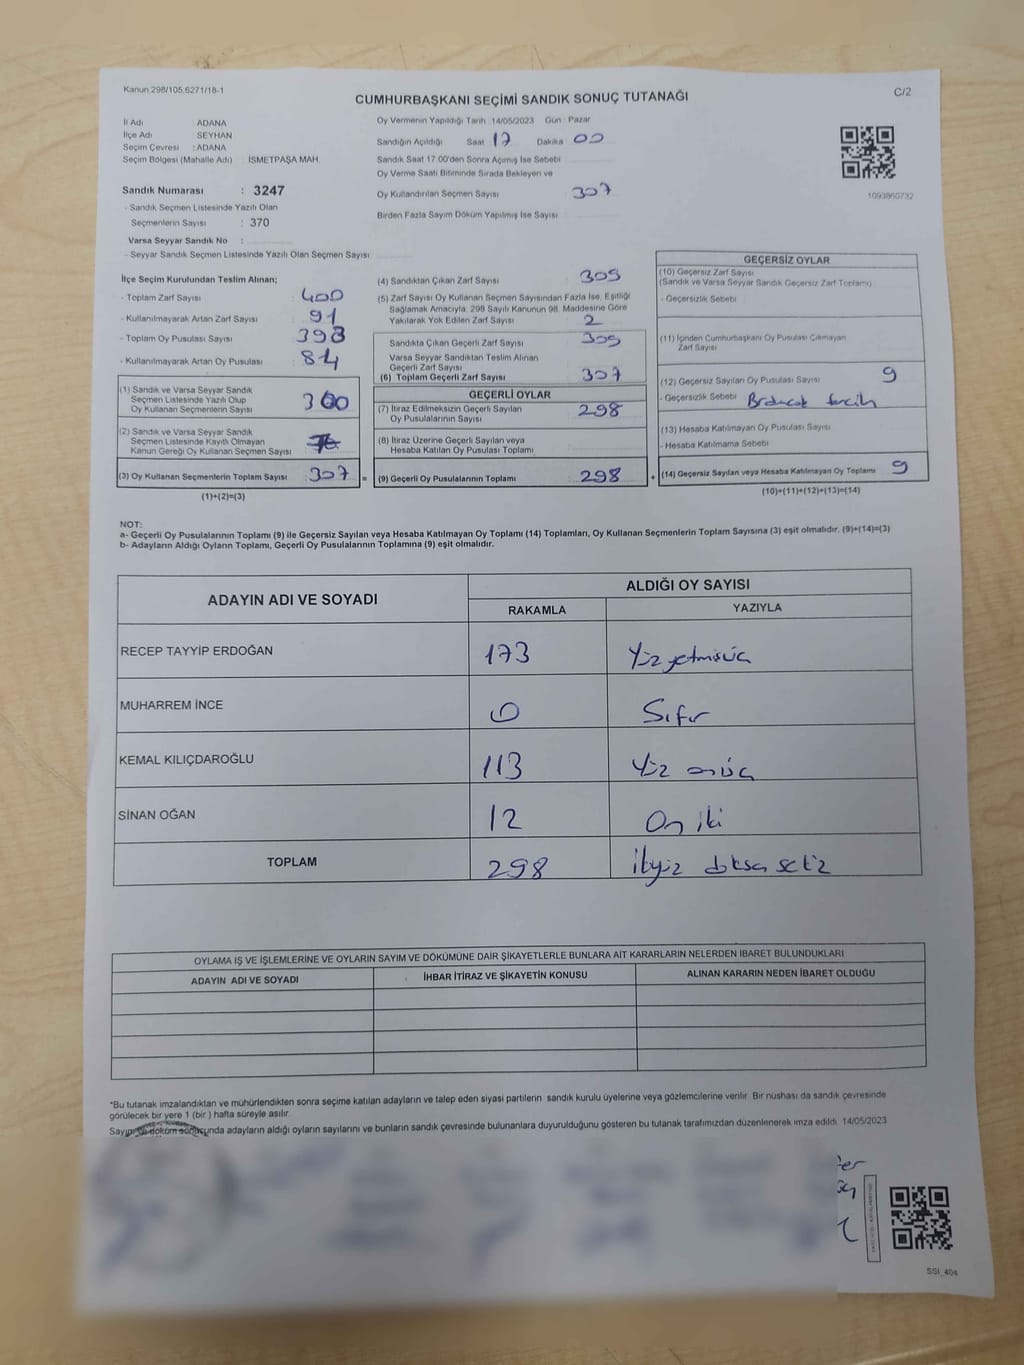 Kanun,298/105,6271/18-1
CUMHURBAŞKANI SEÇİMİ SANDIK SONUÇ TUTANAĞI
C/2
İl Adı ADANA
İlçe Adı SEYHAN
Seçim Çevresi : ADANA
Seçim Bölgesi (Mahalle Adı) : İSMETPAŞA MAH.
Sandık Numarası : 3247
- Sandık Seçmen Listesinde Yazılı Olan
Seçmenlerin Sayısı : 370
Varsa Seyyar Sandık No :
- Seyyar Sandık Seçmen Listesinde Yazılı Olan Seçmen Sayısı:
Oy Vermenin Yapıldığı Tarih : 14/05/2023 Gün : Pazar
Sandığın Açıldığı Saat 17 Dakika 00
Sandık Saat 17.00'den Sonra Açımış İse Sebebi
Oy Verme Saati Bitiminde Sırada Bekleyen ve
Oy Kullandırılan Seçmen Sayısı 307
Birden Fazla Sayım Döküm Yapılmış İse Sayısı
1093860732
İlçe Seçim Kurulundan Teslim Alınan;
- Toplam Zarf Sayısı : 400
- Kullanılmayarak Artan Zarf Sayısı : 91
- Toplam Oy Pusulası Sayısı : 398
- Kullanılmayarak Artan Oy Pusulası : 84
(1) Sandık ve Varsa Seyyar Sandık
Seçmen Listesinde Yazılı Olup
Oy Kullanan Seçmenlerin Sayısı : 300
(2) Sandık ve Varsa Seyyar Sandık
Seçmen Listesinde Kayıtlı Olmayan
Kanun Gereği Oy Kullanan Seçmen Sayısı :
(3) Oy Kullanan Seçmenlerin Toplam Sayısı : 307 =
(1)+(2)=(3)
(4) Sandıktan Çıkan Zarf Sayısı : 305
(5) Zarf Sayısı Oy Kullanan Seçmen Sayısından Fazla İse, Eşitliği
Sağlamak Amacıyla, 298 Sayılı Kanunun 98. Maddesine Göre
Yakılarak Yok Edilen Zarf Sayısı : 2
Sandıkta Çıkan Geçerli Zarf Sayısı : 305
Varsa Seyyar Sandıktan Teslim Alınan
Geçerli Zarf Sayısı
(6) Toplam Geçerli Zarf Sayısı : 307
GEÇERLİ OYLAR
(7) İtiraz Edilmeksizin Geçerli Sayılan
Oy Pusulalarının Sayısı : 298
(8) İtiraz Üzerine Geçerli Sayılan veya
Hesaba Katılan Oy Pusulası Toplamı
(9) Geçerli Oy Pusulalarının Toplamı : 298 +
GEÇERSİZ OYLAR
(10) Geçersiz Zarf Sayısı
(Sandık ve Varsa Seyyar Sandık Geçersiz Zarf Toplamı)
- Geçersizlik Sebebi
(11) İçinden Cumhurbaşkanı Oy Pusulası Çıkmayan
Zarf Sayısı
(12) Geçersiz Sayılan Oy Pusulası Sayısı : 9
- Geçersizlik Sebebi
(13) Hesaba Katılmayan Oy Pusulası Sayısı
- Hesaba Katılmama Sebebi
(14) Geçersiz Sayılan veya Hesaba Katılmayan Oy Toplamı : 9
(10)+(11)+(12)+(13)=(14)
NOT:
a- Geçerli Oy Pusulalarının Toplamı (9) ile Geçersiz Sayılan veya Hesaba Katılmayan Oy Toplamı (14) Toplamları, Oy Kullanan Seçmenlerin Toplam Sayısına (3) eşit olmalıdır. (9)+(14)=(3)
b- Adayların Aldığı Oyların Toplamı, Geçerli Oy Pusulalarının Toplamına (9) eşit olmalıdır.
ADAYIN ADI VE SOYADI ALDIĞI OY SAYISI
RAKAMLA YAZIYLA
RECEP TAYYİP ERDOĞAN 173 Yüz yetmişüç
MUHARREM İNCE 0 Sıfır
KEMAL KILIÇDAROĞLU 113 Yüz onüç
SİNAN OĞAN 12 On iki
TOPLAM 298 ikiyüz doksan sekiz
OYLAMA İŞ VE İŞLEMLERİNE VE OYLARIN SAYIM VE DÖKÜMÜNE DAİR ŞİKAYETLERLE BUNLARA AİT KARARLARIN NELERDEN İBARET BULUNDUKLARI
ADAYIN ADI VE SOYADI İHBAR İTİRAZ VE ŞİKAYETİN KONUSU ALINAN KARARIN NEDEN İBARET OLDUĞU
*Bu tutanak imzalandıktan ve mühürlendikten sonra seçime katılan adayların ve talep eden siyasi partilerin sandık kurulu üyelerine veya gözlemcilerine verilir. Bir nüshası da sandık çevresinde
görülecek bir yere 1 (bir) hafta süreyle asılır.
Sayım ve döküm sonucunda adayların aldığı oyların sayılarını ve bunların sandık çevresinde bulunanlara duyurulduğunu gösteren bu tutanak tarafımızdan düzenlenerek imza edildi. 14/05/2023
SSI_404